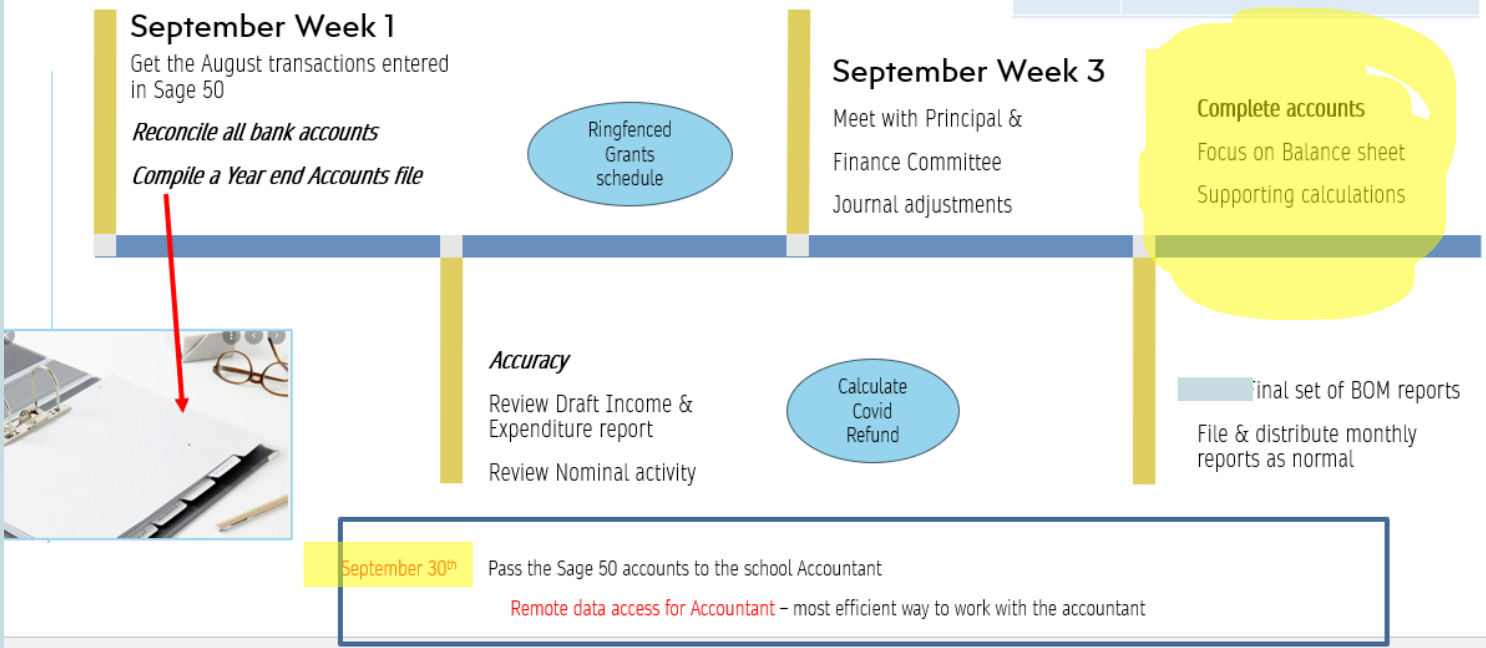 September Week 1
Get the August transactions entered
in Sage 50
Reconcile all bank accounts
Compile a Year end Accounts file
Ringfenced
Grants
schedule
September Week 3
Meet with Principal &
Finance Committee
Journal adjustments
Complete accounts
Focus on Balance sheet
Supporting calculations
Accuracy
Review Draft Income &
Expenditure report
Review Nominal activity
Calculate
Covid
Refund
Final set of BOM reports
File & distribute monthly
reports as normal
September 30th Pass the Sage 50 accounts to the school Accountant
Remote data access for Accountant – most efficient way to work with the accountant